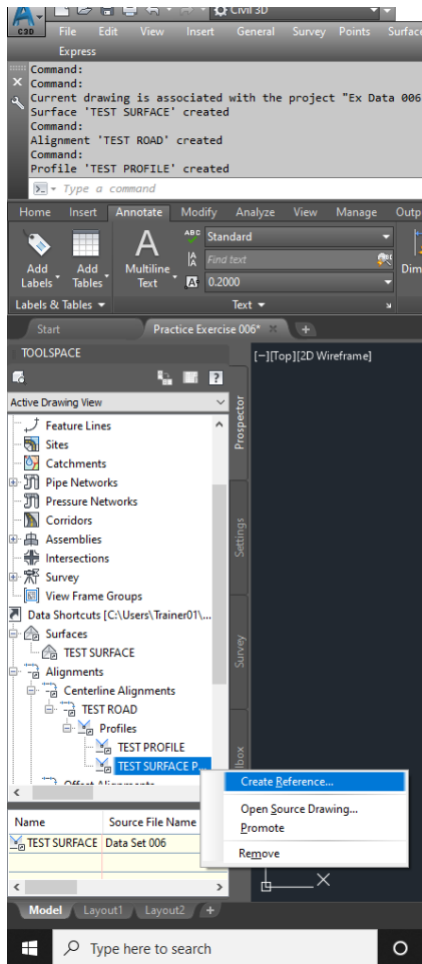 Civil 3D
C3D
File Edit View Insert General Survey Points Surface
Express
Command:
Command:
Current drawing is associated with the project "Ex Data 006
Surface 'TEST SURFACE' created
Command:
Alignment 'TEST ROAD' created
Command:
Profile 'TEST PROFILE' created
Type a command
Home Insert Annotate Modify Analyze View Manage Outp
ABC Standard
Find text
Add Labels
Add Tables
Multiline Text
0.2000
Dim
Labels & Tables Text
Start Practice Exercise 006* +
TOOLSPACE
[−][Top][2D Wireframe]
Active Drawing View
Prospector
Feature Lines
Sites
Catchments
Pipe Networks
Pressure Networks
Corridors
Settings
Assemblies
Intersections
Survey
View Frame Groups
Data Shortcuts [C:\Users\Trainer01\...
Surfaces
TEST SURFACE
Survey
Alignments
Centerline Alignments
TEST ROAD
Profiles
TEST PROFILE
TEST SURFACE P...
Create Reference...
Open Source Drawing...
Promote
Remove
Name Source File Name
TEST SURFACE Data Set 006
X
Model Layout1 Layout2 +
Type here to search